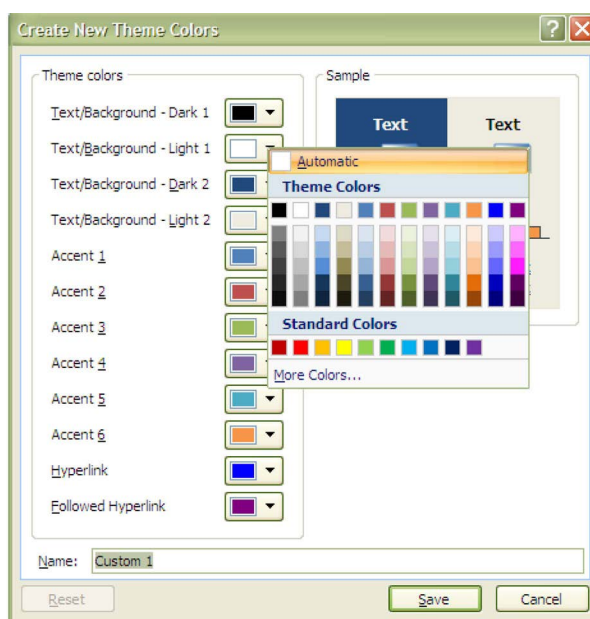 Create New Theme Colors
Theme colors
Text/Background - Dark 1
Text/Background - Light 1
Text/Background - Dark 2
Text/Background - Light 2
Accent 1
Accent 2
Accent 3
Accent 4
Accent 5
Accent 6
Hyperlink
Followed Hyperlink
Sample
Text Text
Automatic
Theme Colors
Standard Colors
More Colors...
Name: Custom 1
Reset Save Cancel